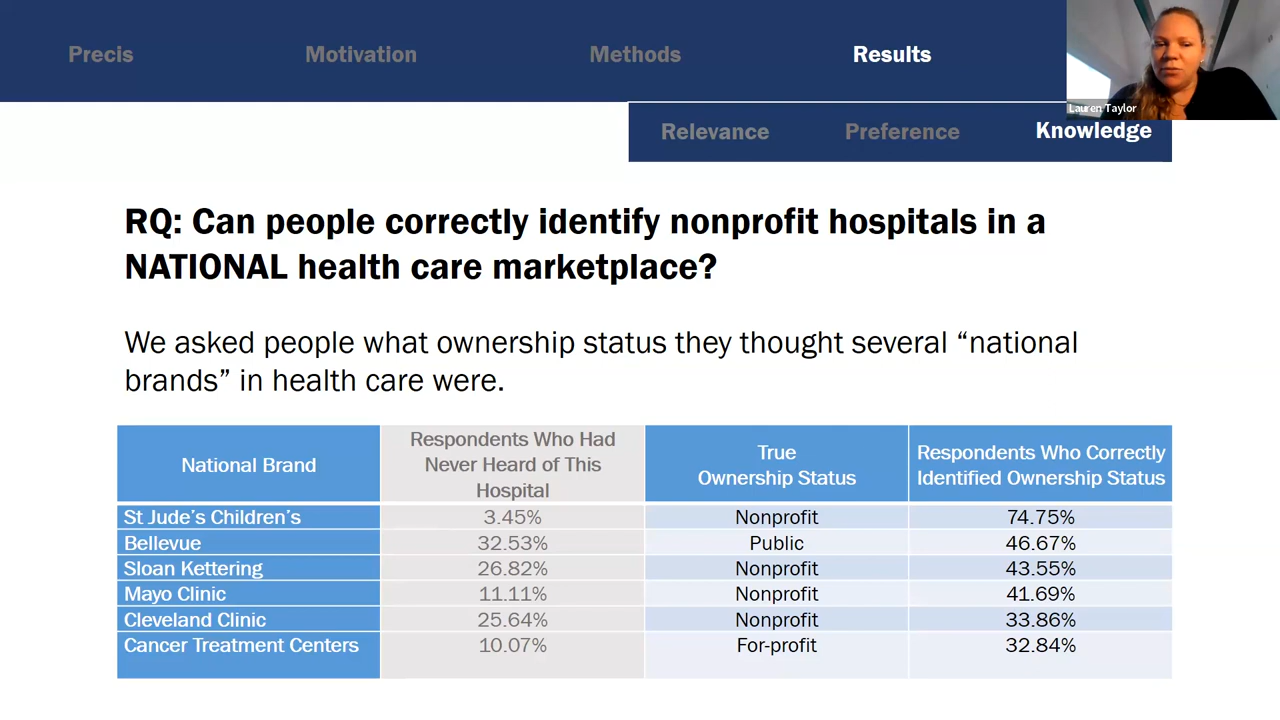 Precis Motivation Methods Results
Lauren Taylor
Relevance Preference Knowledge
RQ: Can people correctly identify nonprofit hospitals in a
NATIONAL health care marketplace?
We asked people what ownership status they thought several “national
brands” in health care were.
National Brand
Respondents Who Had
Never Heard of This
Hospital
True
Ownership Status
Respondents Who Correctly
Identified Ownership Status
St Jude’s Children’s 3.45% Nonprofit 74.75%
Bellevue 32.53% Public 46.67%
Sloan Kettering 26.82% Nonprofit 43.55%
Mayo Clinic 11.11% Nonprofit 41.69%
Cleveland Clinic 25.64% Nonprofit 33.86%
Cancer Treatment Centers 10.07% For-profit 32.84%